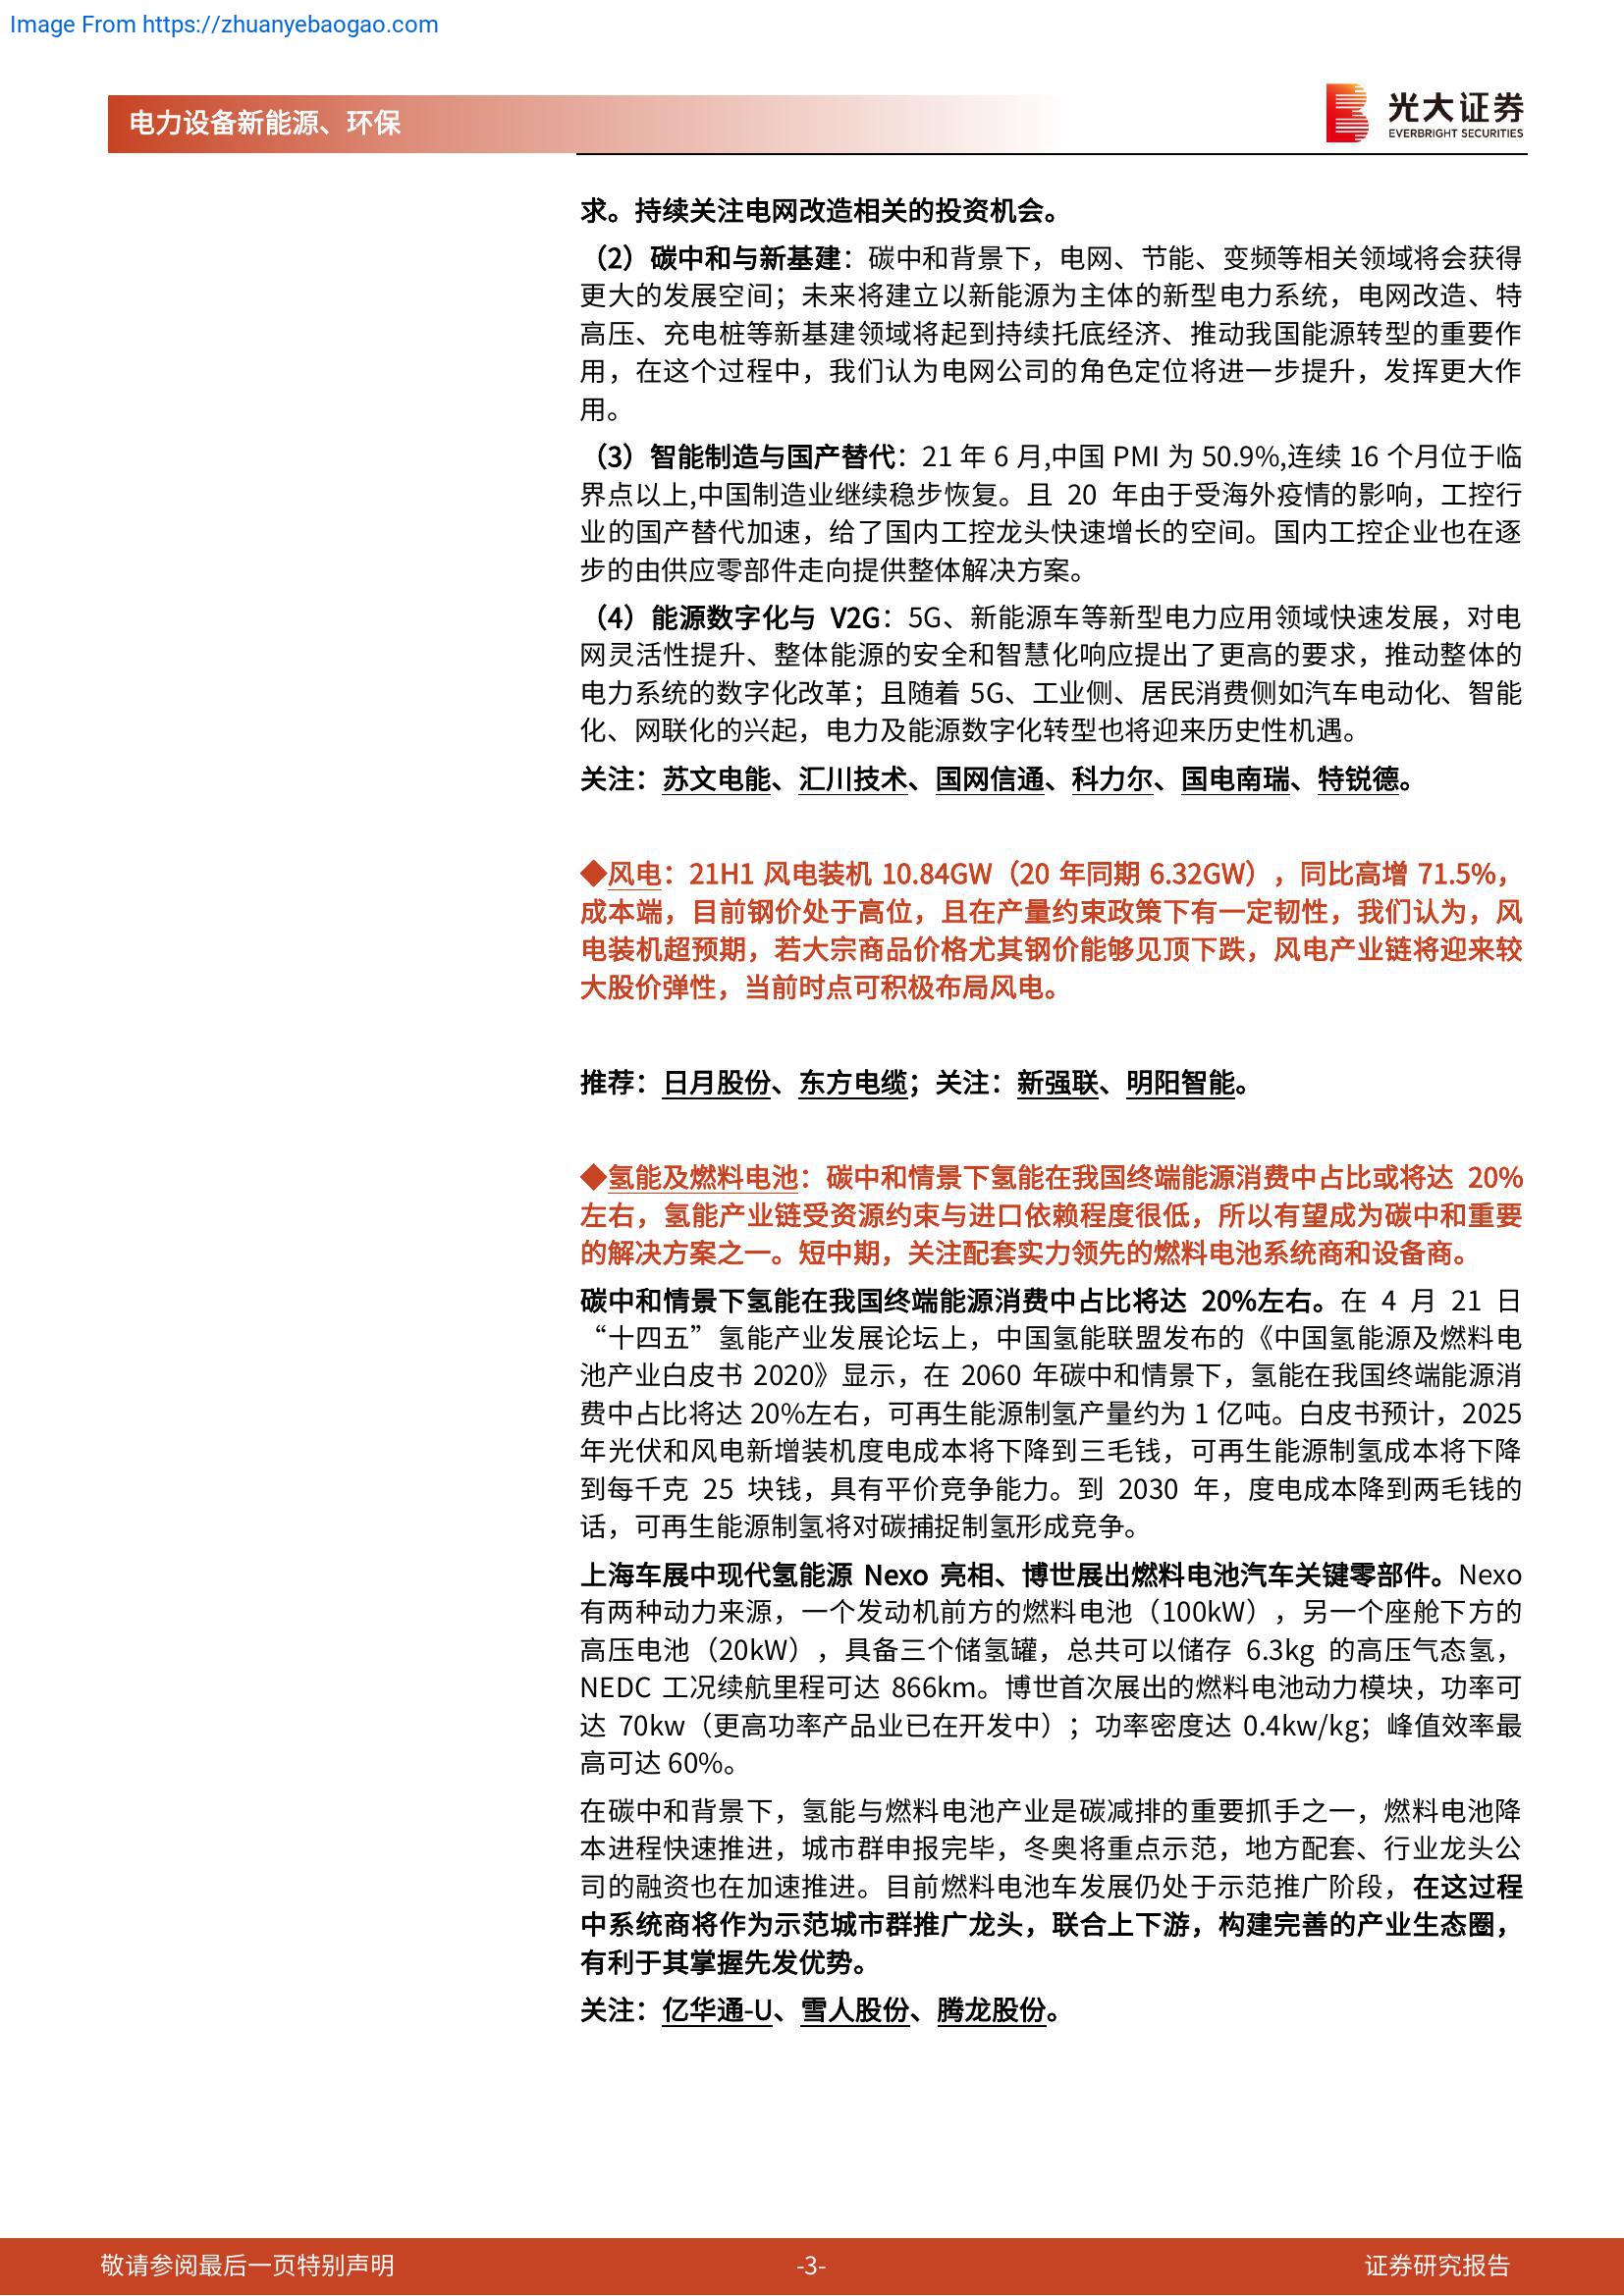 Image From https://zhuanyebaogao.com
电力设备新能源、环保
光大证券
EVERBRIGHT SECURITIES
求。持续关注电网改造相关的投资机会。
（2）碳中和与新基建：碳中和背景下，电网、节能、变频等相关领域将会获得
更大的发展空间；未来将建立以新能源为主体的新型电力系统，电网改造、特
高压、充电桩等新基建领域将起到持续托底经济、推动我国能源转型的重要作
用，在这个过程中，我们认为电网公司的角色定位将进一步提升，发挥更大作
用。
（3）智能制造与国产替代：21 年 6 月,中国 PMI 为 50.9%,连续 16 个月位于临
界点以上,中国制造业继续稳步恢复。且 20 年由于受海外疫情的影响，工控行
业的国产替代加速，给了国内工控龙头快速增长的空间。国内工控企业也在逐
步的由供应零部件走向提供整体解决方案。
（4）能源数字化与 V2G：5G、新能源车等新型电力应用领域快速发展，对电
网灵活性提升、整体能源的安全和智慧化响应提出了更高的要求，推动整体的
电力系统的数字化改革；且随着 5G、工业侧、居民消费侧如汽车电动化、智能
化、网联化的兴起，电力及能源数字化转型也将迎来历史性机遇。
关注：苏文电能、汇川技术、国网信通、科力尔、国电南瑞、特锐德。
◆风电：21H1 风电装机 10.84GW（20 年同期 6.32GW），同比高增 71.5%，
成本端，目前钢价处于高位，且在产量约束政策下有一定韧性，我们认为，风
电装机超预期，若大宗商品价格尤其钢价能够见顶下跌，风电产业链将迎来较
大股价弹性，当前时点可积极布局风电。
推荐：日月股份、东方电缆；关注：新强联、明阳智能。
◆氢能及燃料电池：碳中和情景下氢能在我国终端能源消费中占比或将达 20%
左右，氢能产业链受资源约束与进口依赖程度很低，所以有望成为碳中和重要
的解决方案之一。短中期，关注配套实力领先的燃料电池系统商和设备商。
碳中和情景下氢能在我国终端能源消费中占比将达 20%左右。在 4 月 21 日
“十四五”氢能产业发展论坛上，中国氢能联盟发布的《中国氢能源及燃料电
池产业白皮书 2020》显示，在 2060 年碳中和情景下，氢能在我国终端能源消
费中占比将达 20%左右，可再生能源制氢产量约为 1 亿吨。白皮书预计，2025
年光伏和风电新增装机度电成本将下降到三毛钱，可再生能源制氢成本将下降
到每千克 25 块钱，具有平价竞争能力。到 2030 年，度电成本降到两毛钱的
话，可再生能源制氢将对碳捕捉制氢形成竞争。
上海车展中现代氢能源 Nexo 亮相、博世展出燃料电池汽车关键零部件。Nexo
有两种动力来源，一个发动机前方的燃料电池（100kW），另一个座舱下方的
高压电池（20kW），具备三个储氢罐，总共可以储存 6.3kg 的高压气态氢，
NEDC 工况续航里程可达 866km。博世首次展出的燃料电池动力模块，功率可
达 70kw（更高功率产品业已在开发中）；功率密度达 0.4kw/kg；峰值效率最
高可达 60%。
在碳中和背景下，氢能与燃料电池产业是碳减排的重要抓手之一，燃料电池降
本进程快速推进，城市群申报完毕，冬奥将重点示范，地方配套、行业龙头公
司的融资也在加速推进。目前燃料电池车发展仍处于示范推广阶段，在这过程
中系统商将作为示范城市群推广龙头，联合上下游，构建完善的产业生态圈，
有利于其掌握先发优势。
关注：亿华通-U、雪人股份、腾龙股份。
敬请参阅最后一页特别声明
-3-
证券研究报告